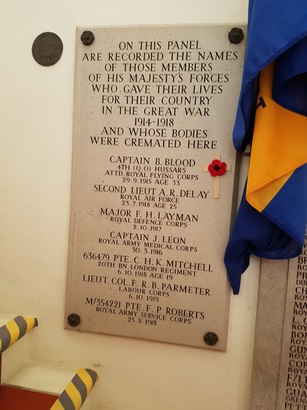 ON THIS PANEL
ARE RECORDED THE NAMES
OF THOSE MEMBERS
OF HIS MAJESTY'S FORCES
WHO GAVE THEIR LIVES
FOR THEIR COUNTRY
IN THE GREAT WAR
1914-1918
AND WHOSE BODIES
WERE CREMATED HERE
CAPTAIN B. BLOOD
4TH (Q.O) HUSSARS
ATTD. ROYAL FLYING CORPS
29.9.1915 AGE 33
SECOND LIEUT A.R. DELAY
ROYAL AIR FORCE
23.7.1918 AGE 25
MAJOR F. H. LAYMAN
ROYAL DEFENCE CORPS
2.10.1917
CAPTAIN J. LEON
ROYAL ARMY MEDICAL CORPS
30.3.1916
636479 PTE. C. H. K. MITCHELL
20TH BN. LONDON REGIMENT
6.10.1918 AGE 19
LIEUT. COL. F. R. B. PARMETER
LABOUR CORPS
6.10.1919
M/354221 PTE. F. P. ROBERTS
ROYAL ARMY SERVICE CORPS
23.8.1918